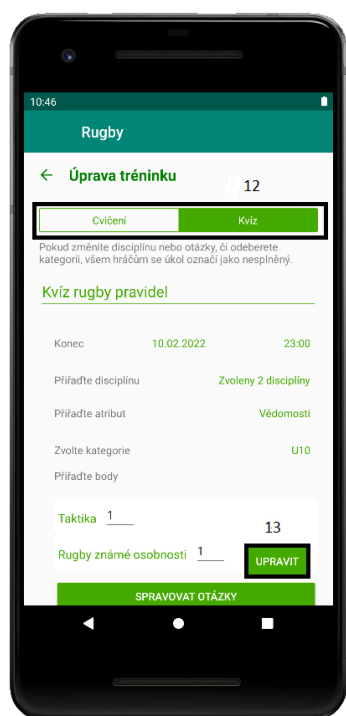 10:46
Rugby
← Úprava tréninku
12
Cvičení Kvíz
Pokud změníte disciplínu nebo otázky, či odeberete
kategorii, všem hráčům se úkol označí jako nesplněný.
Kvíz rugby pravidel
Konec 10.02.2022 23:00
Přiřaďte disciplínu Zvoleny 2 disciplíny
Přiřaďte atribut Vědomosti
Zvolte kategorie U10
Přiřaďte body
Taktika 1
13
Rugby známé osobnosti 1 UPRAVIT
SPRAVOVAT OTÁZKY